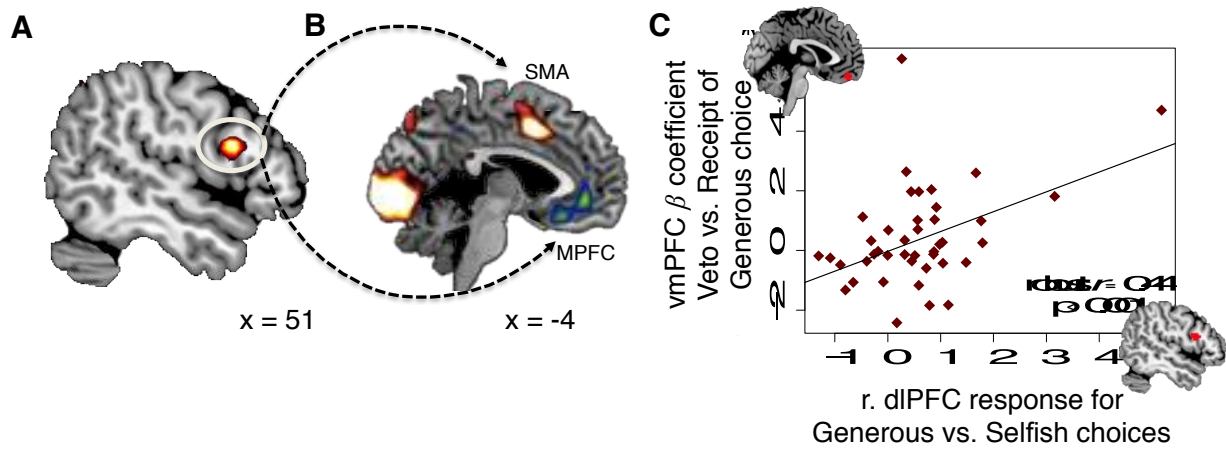 A
B
SMA
MPFC
x = 51
x = -4
C
vmPFC β coefficient
Veto vs. Receipt of
Generous choice
4
2
0
-2
-1 0 1 2 3 4
r. dlPFC response for
Generous vs. Selfish choices